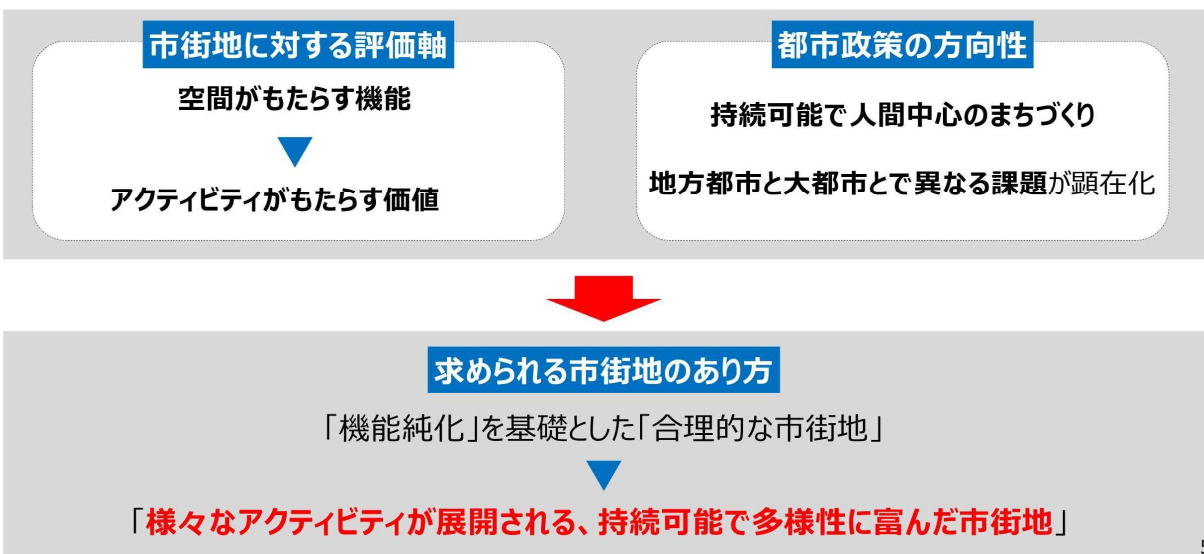 市街地に対する評価軸
空間がもたらす機能
アクティビティがもたらす価値
都市政策の方向性
持続可能で人間中心のまちづくり
地方都市と大都市とで異なる課題が顕在化
求められる市街地のあり方
「機能純化」を基礎とした「合理的な市街地」
「様々なアクティビティが展開される、持続可能で多様性に富んだ市街地」